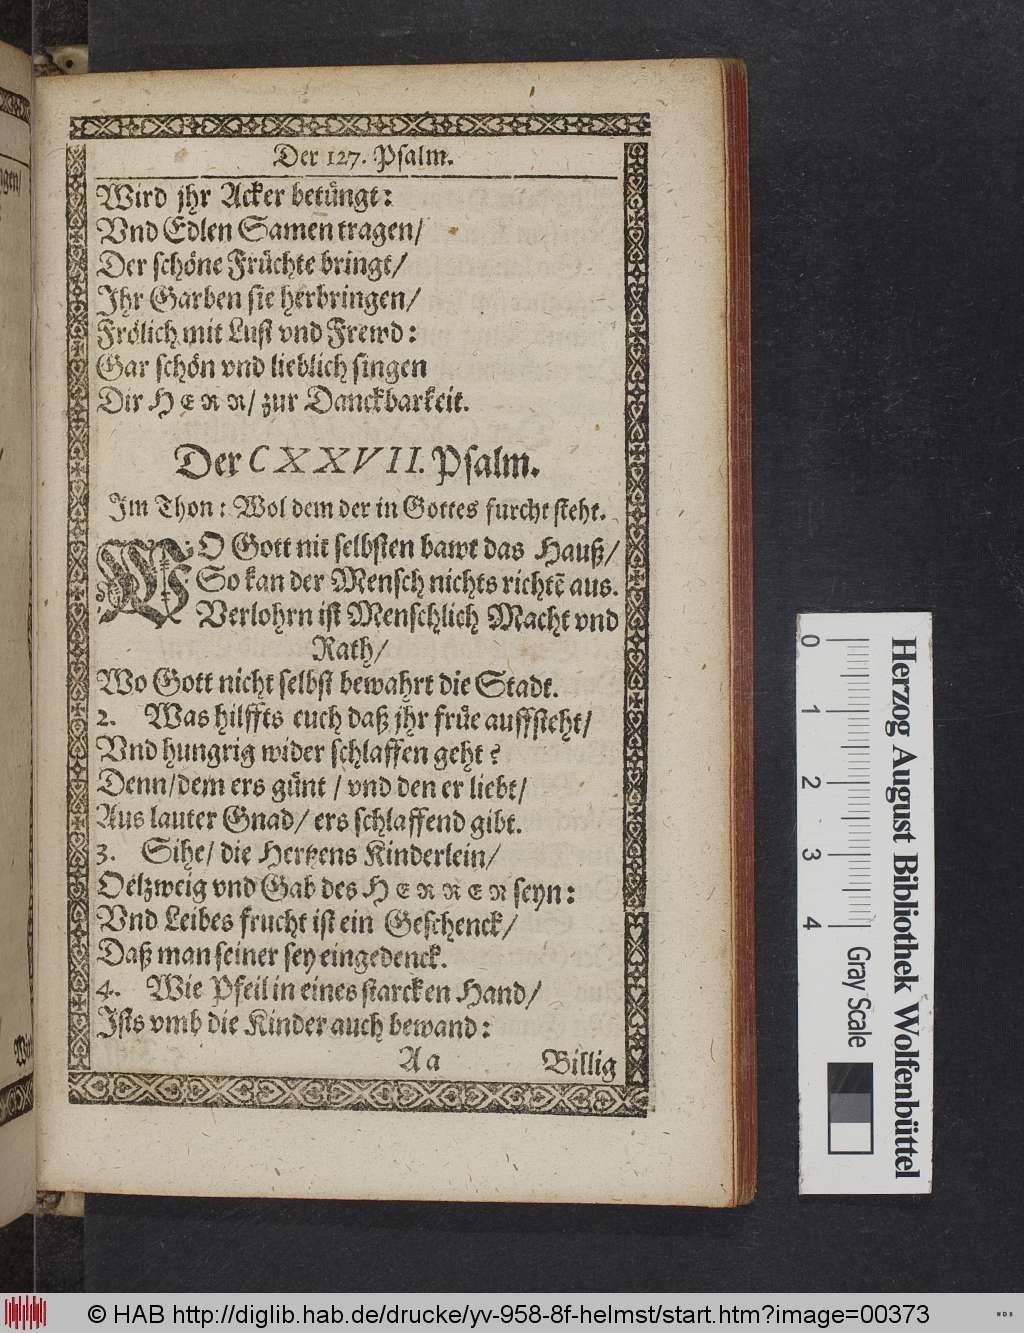 Der 127. Psalm.
Wird jhr Acker betüngt:
Vnd Edlen Samen tragen/
Der schöne Früchte bringt/
Ihr Garben sie herbringen/
Frölich mit Lust vnd Frewd:
Gar schön vnd lieblich singen
Dir HERR/ zur Danckbarkeit.
Der CXXVII. Psalm.
Im Thon: Wol dem der in Gottes furcht steht.
WO Gott nit selbsten bawt das Hauß/
So kan der Mensch nichts richtẽ aus.
Verlohrn ist Menschlich Macht vnd
Rath/
Wo Gott nicht selbst bewahrt die Stadt.
2. Was hilffts euch daß jhr früe auffsteht/
Vnd hungrig wider schlaffen geht?
Denn/dem ers günt/ vnd den er liebt/
Aus lauter Gnad/ ers schlaffend gibt.
3. Sihe/ die Hertzens Kinderlein/
Oelzweig vnd Gab des HERREN seyn:
Vnd Leibes frucht ist ein Geschenck/
Daß man seiner sey eingedenck.
4. Wie Pfeil in eines starcken Hand/
Ists vmb die Kinder auch bewand:
Aa Billig
0 1 2 3 4
Gray Scale
Herzog August Bibliothek Wolfenbüttel
© HAB http://diglib.hab.de/drucke/yv-958-8f-helmst/start.htm?image=00373